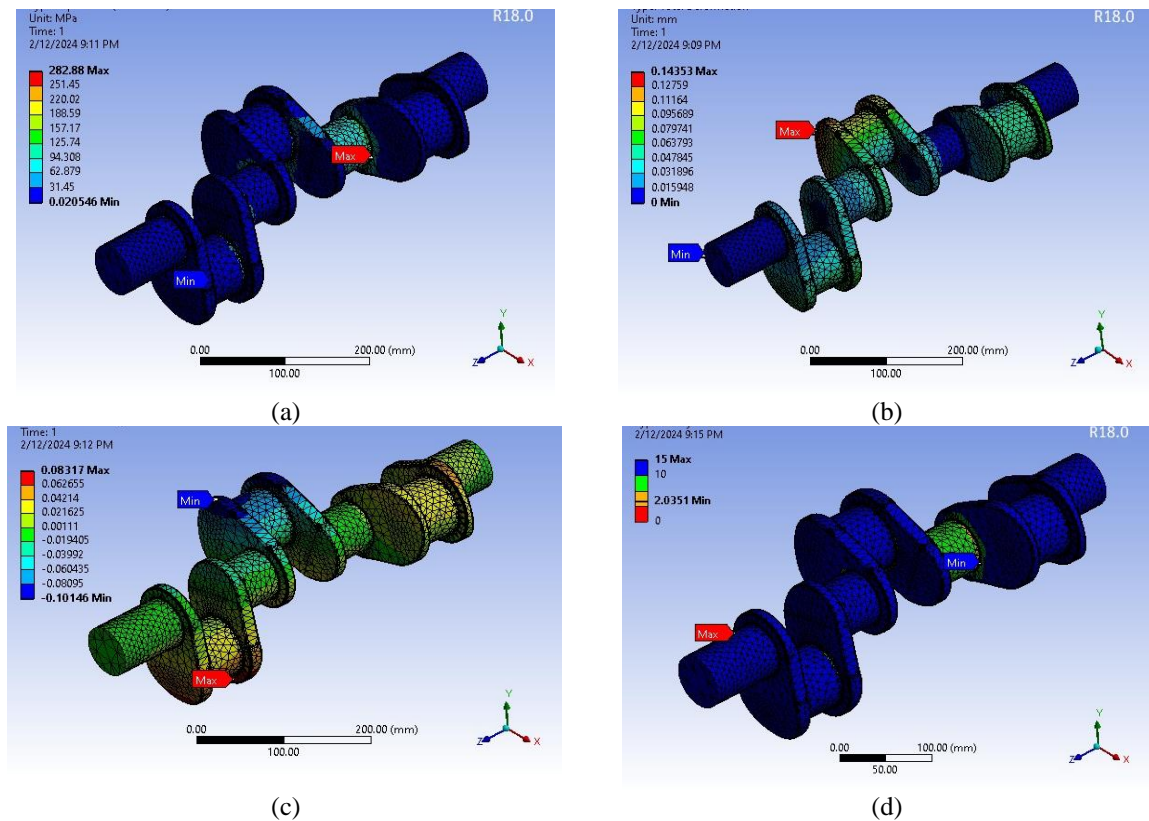 Unit: MPa
Time: 1
2/12/2024 9:11 PM
R18.0
282.88 Max
251.45
220.02
188.59
157.17
125.74
94.308
62.879
31.45
0.020546 Min
Max
Min
0.00
200.00 (mm)
100.00
Y
Z
X
(a)
Unit: mm
Time: 1
2/12/2024 9:09 PM
R18.0
0.14353 Max
0.12759
0.11164
0.095689
0.079741
0.063793
0.047845
0.031896
0.015948
0 Min
Max
Min
0.00
200.00 (mm)
100.00
Y
Z
X
(b)
Time: 1
2/12/2024 9:12 PM
0.08317 Max
0.062655
0.04214
0.021625
0.00111
-0.019405
-0.03992
-0.060435
-0.08095
-0.10146 Min
Min
Max
0.00
200.00 (mm)
100.00
Y
Z
X
(c)
2/12/2024 9:15 PM
R18.0
15 Max
10
2.0351 Min
0
Min
Max
0.00
100.00 (mm)
50.00
Y
Z
X
(d)